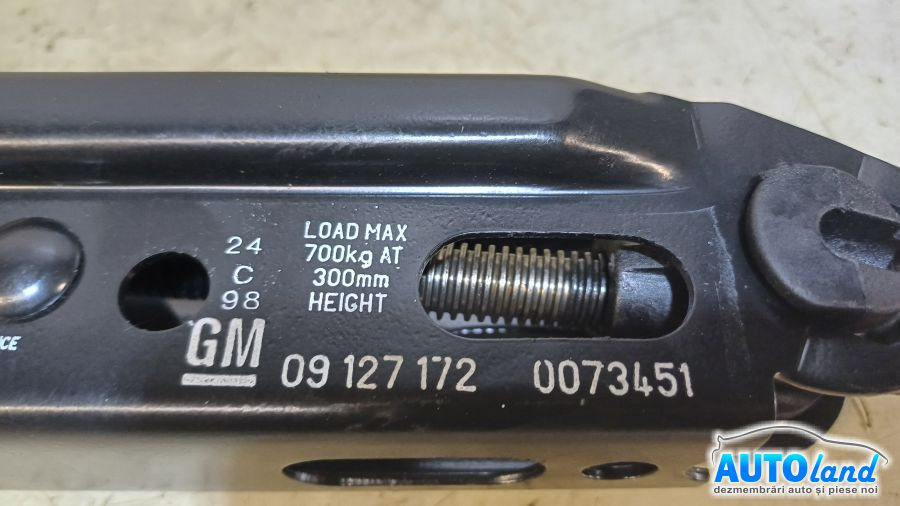 24
C
98
LOAD MAX
700kg AT
300mm
HEIGHT
GM
09 127 172 0073451
AUTOland
dezmembrări auto și piese noi